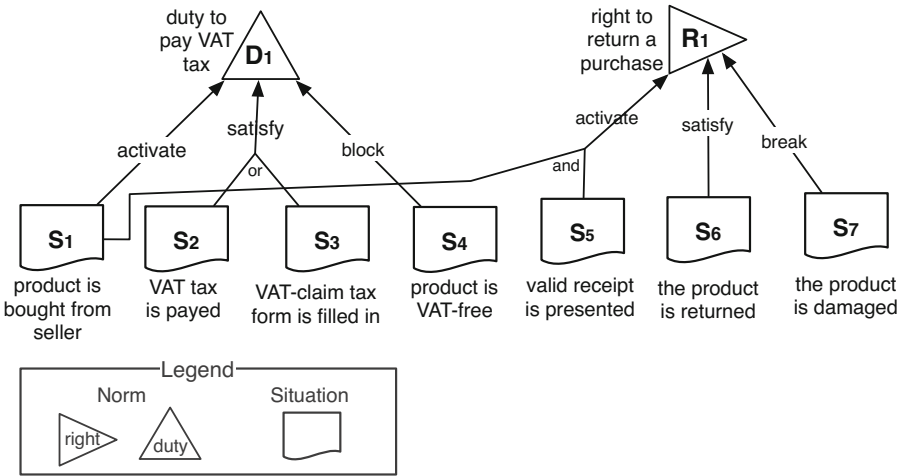 duty to
pay VAT
tax
D1
right to
return a
purchase
R1
activate
satisfy
or
block
activate
and
satisfy
break
S1
S2
S3
S4
S5
S6
S7
product is
bought from
seller
VAT tax
is payed
VAT-claim tax
form is filled in
product is
VAT-free
valid receipt
is presented
the product
is returned
the product
is damaged
Legend
Norm
Situation
right
duty